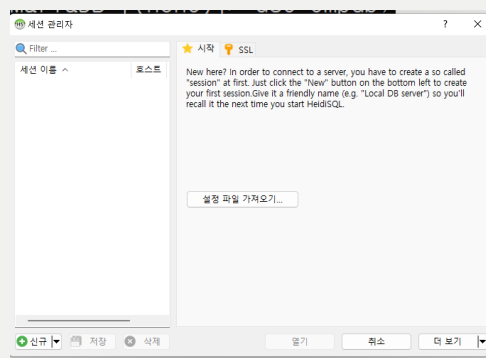 세션 관리자
?
Filter ...
세션 이름
호스트
시작
SSL
New here? In order to connect to a server, you have to create a so called
"session" at first. Just click the "New" button on the bottom left to create
your first session.Give it a friendly name (e.g. "Local DB server") so you'll
recall it the next time you start HeidiSQL.
설정 파일 가져오기...
신규
저장
삭제
열기
취소
더 보기